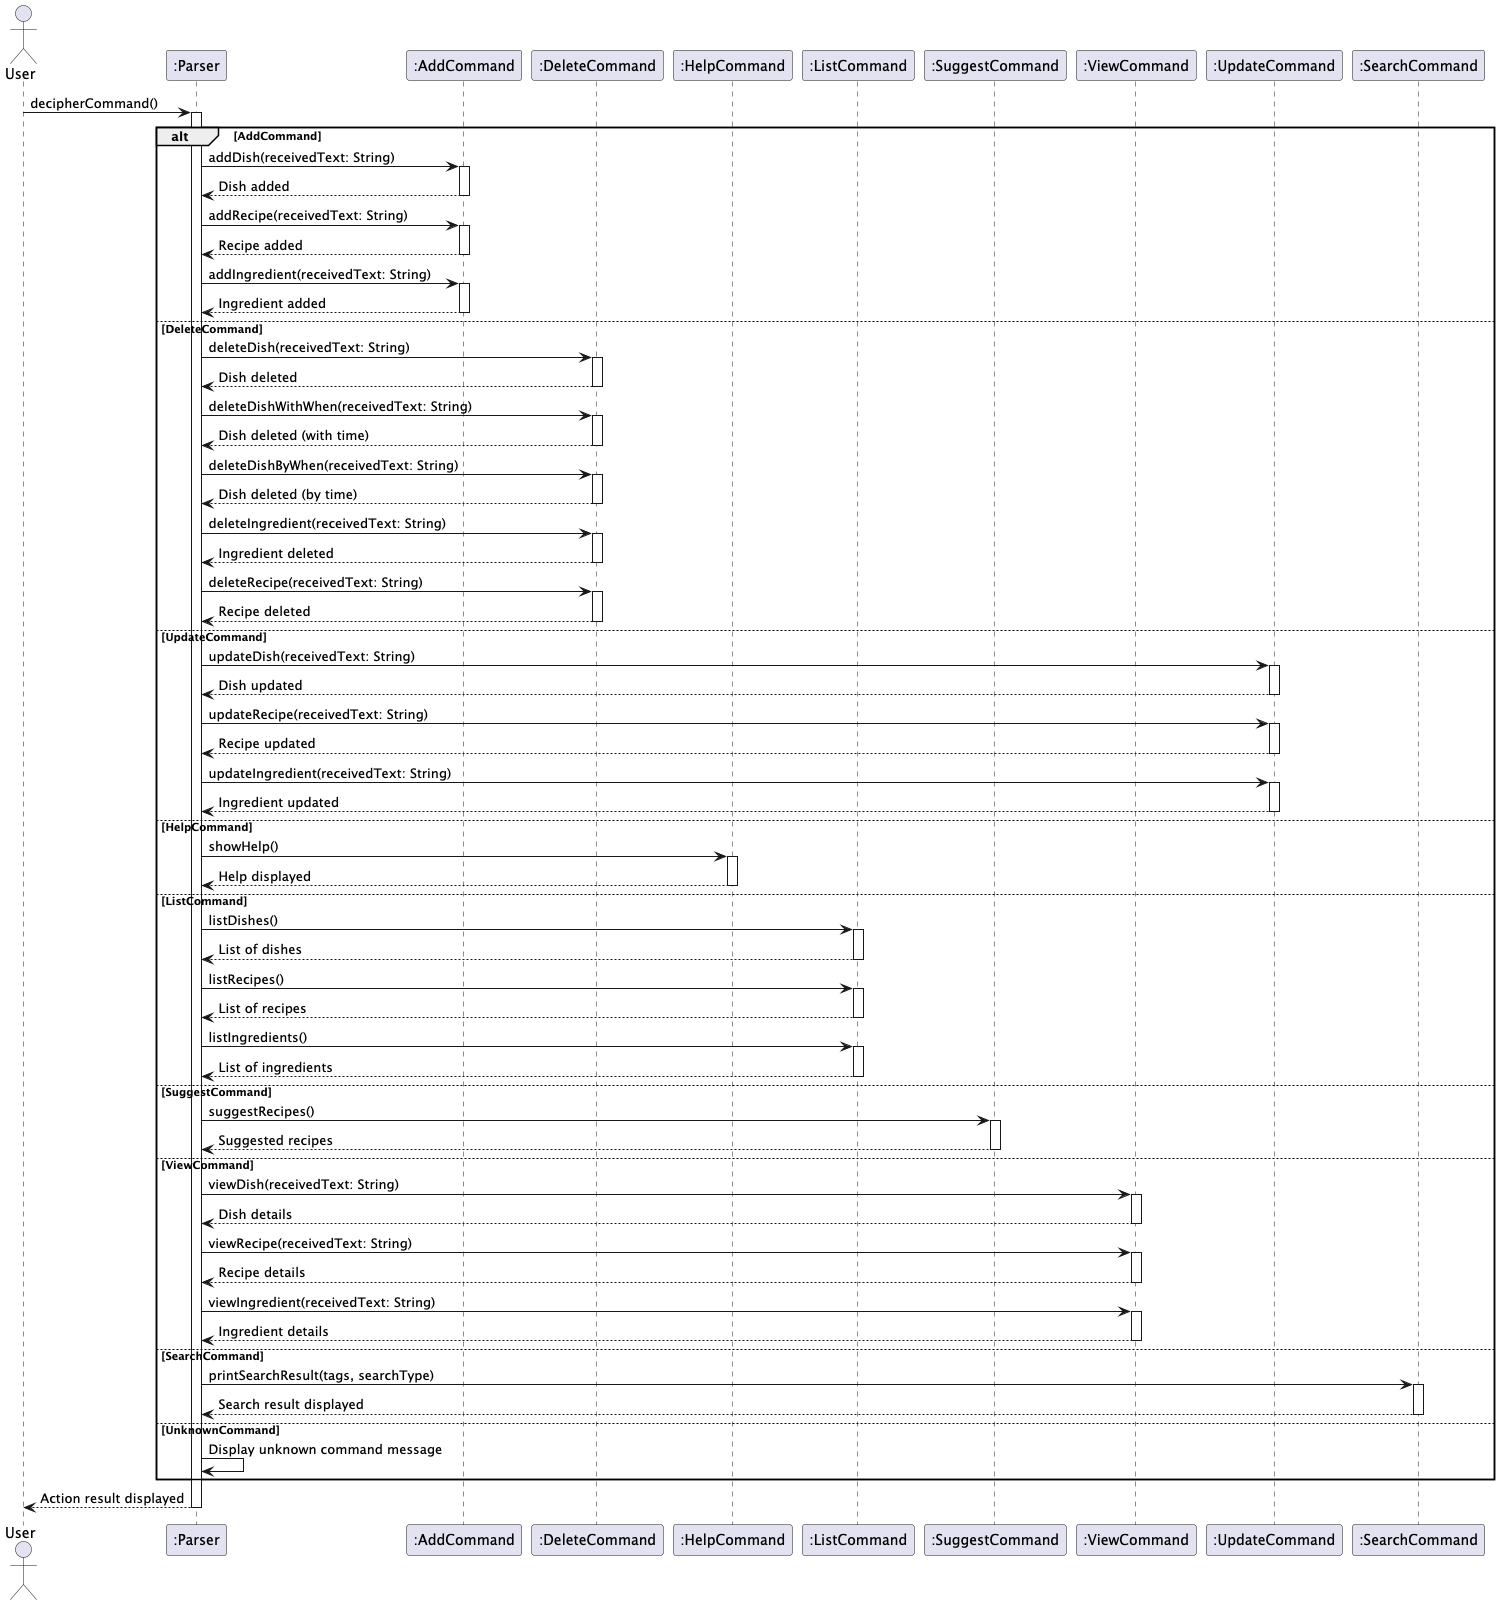 User
:Parser
:AddCommand
:DeleteCommand
:HelpCommand
:ListCommand
:SuggestCommand
:ViewCommand
:UpdateCommand
:SearchCommand
decipherCommand()
alt
[AddCommand]
addDish(receivedText: String)
Dish added
addRecipe(receivedText: String)
Recipe added
addIngredient(receivedText: String)
Ingredient added
[DeleteCommand]
deleteDish(receivedText: String)
Dish deleted
deleteDishWithWhen(receivedText: String)
Dish deleted (with time)
deleteDishByWhen(receivedText: String)
Dish deleted (by time)
deleteIngredient(receivedText: String)
Ingredient deleted
deleteRecipe(receivedText: String)
Recipe deleted
[UpdateCommand]
updateDish(receivedText: String)
Dish updated
updateRecipe(receivedText: String)
Recipe updated
updateIngredient(receivedText: String)
Ingredient updated
[HelpCommand]
showHelp()
Help displayed
[ListCommand]
listDishes()
List of dishes
listRecipes()
List of recipes
listIngredients()
List of ingredients
[SuggestCommand]
suggestRecipes()
Suggested recipes
[ViewCommand]
viewDish(receivedText: String)
Dish details
viewRecipe(receivedText: String)
Recipe details
viewIngredient(receivedText: String)
Ingredient details
[SearchCommand]
printSearchResult(tags, searchType)
Search result displayed
[UnknownCommand]
Display unknown command message
Action result displayed
User
:Parser
:AddCommand
:DeleteCommand
:HelpCommand
:ListCommand
:SuggestCommand
:ViewCommand
:UpdateCommand
:SearchCommand